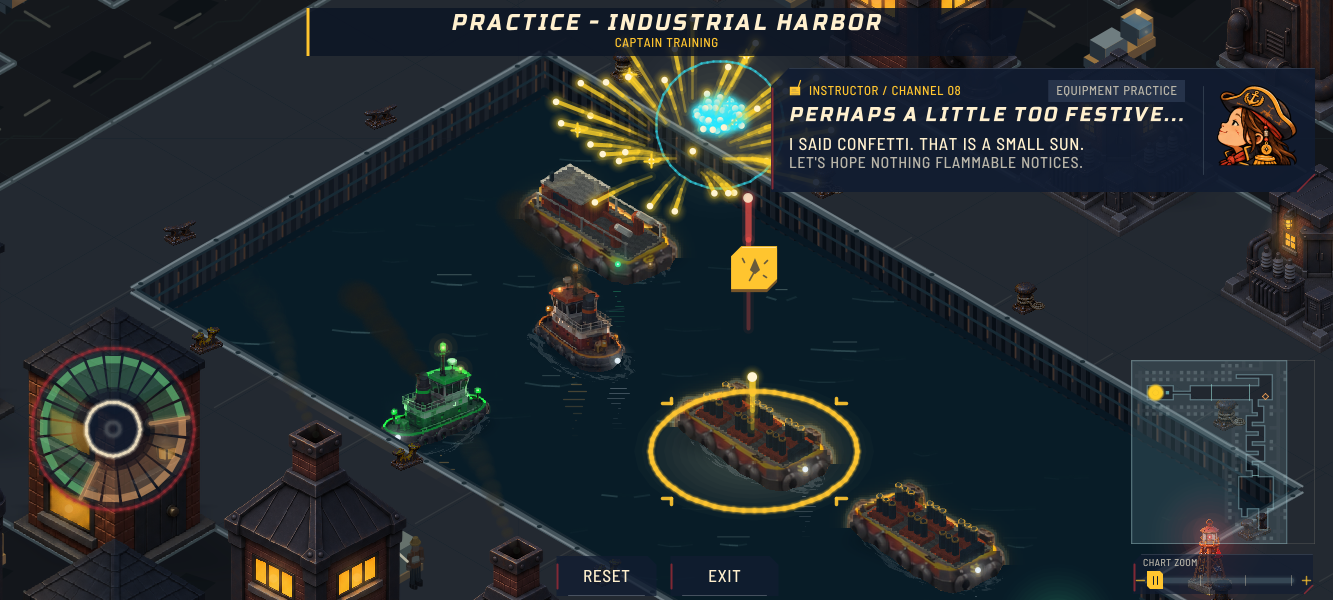 PRACTICE - INDUSTRIAL HARBOR
CAPTAIN TRAINING
INSTRUCTOR / CHANNEL 08
EQUIPMENT PRACTICE
PERHAPS A LITTLE TOO FESTIVE...
I SAID CONFETTI. THAT IS A SMALL SUN.
LET'S HOPE NOTHING FLAMMABLE NOTICES.
CHART ZOOM
RESET
EXIT